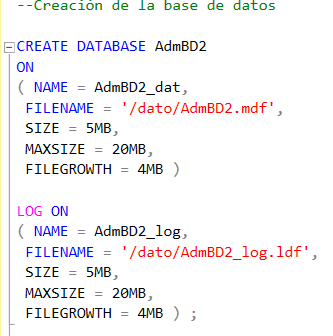 --Creación de la base de datos
CREATE DATABASE AdmBD2
ON
( NAME = AdmBD2_dat,
FILENAME = '/dato/AdmBD2.mdf',
SIZE = 5MB,
MAXSIZE = 20MB,
FILEGROWTH = 4MB )
LOG ON
( NAME = AdmBD2_log,
FILENAME = '/dato/AdmBD2_log.ldf',
SIZE = 5MB,
MAXSIZE = 20MB,
FILEGROWTH = 4MB ) ;